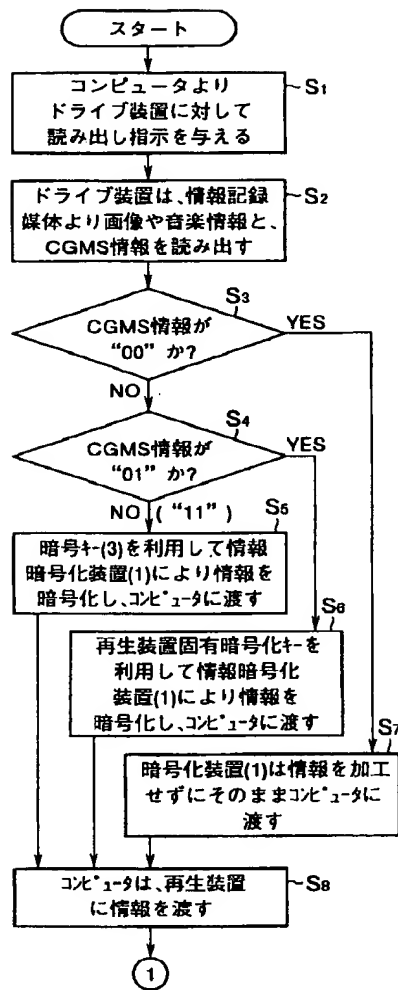 スタート
コンピュータより
ドライブ装置に対して
読み出し指示を与える
S1
ドライブ装置は、情報記録
媒体より画像や音楽情報と、
CGMS情報を読み出す
S2
CGMS情報が
“00” か?
S3
YES
NO
CGMS情報が
“01” か?
S4
YES
NO (“11”)
暗号ｷｰ(3)を利用して情報
暗号化装置(1)により情報を
暗号化し、ｺﾝﾋﾟｭｰﾀに渡す
S5
再生装置固有暗号化ｷｰを
利用して情報暗号化
装置(1)により情報を
暗号化し、ｺﾝﾋﾟｭｰﾀに渡す
S6
暗号化装置(1)は情報を加工
せずにそのままｺﾝﾋﾟｭｰﾀに
渡す
S7
ｺﾝﾋﾟｭｰﾀは、再生装置
に情報を渡す
S8
1